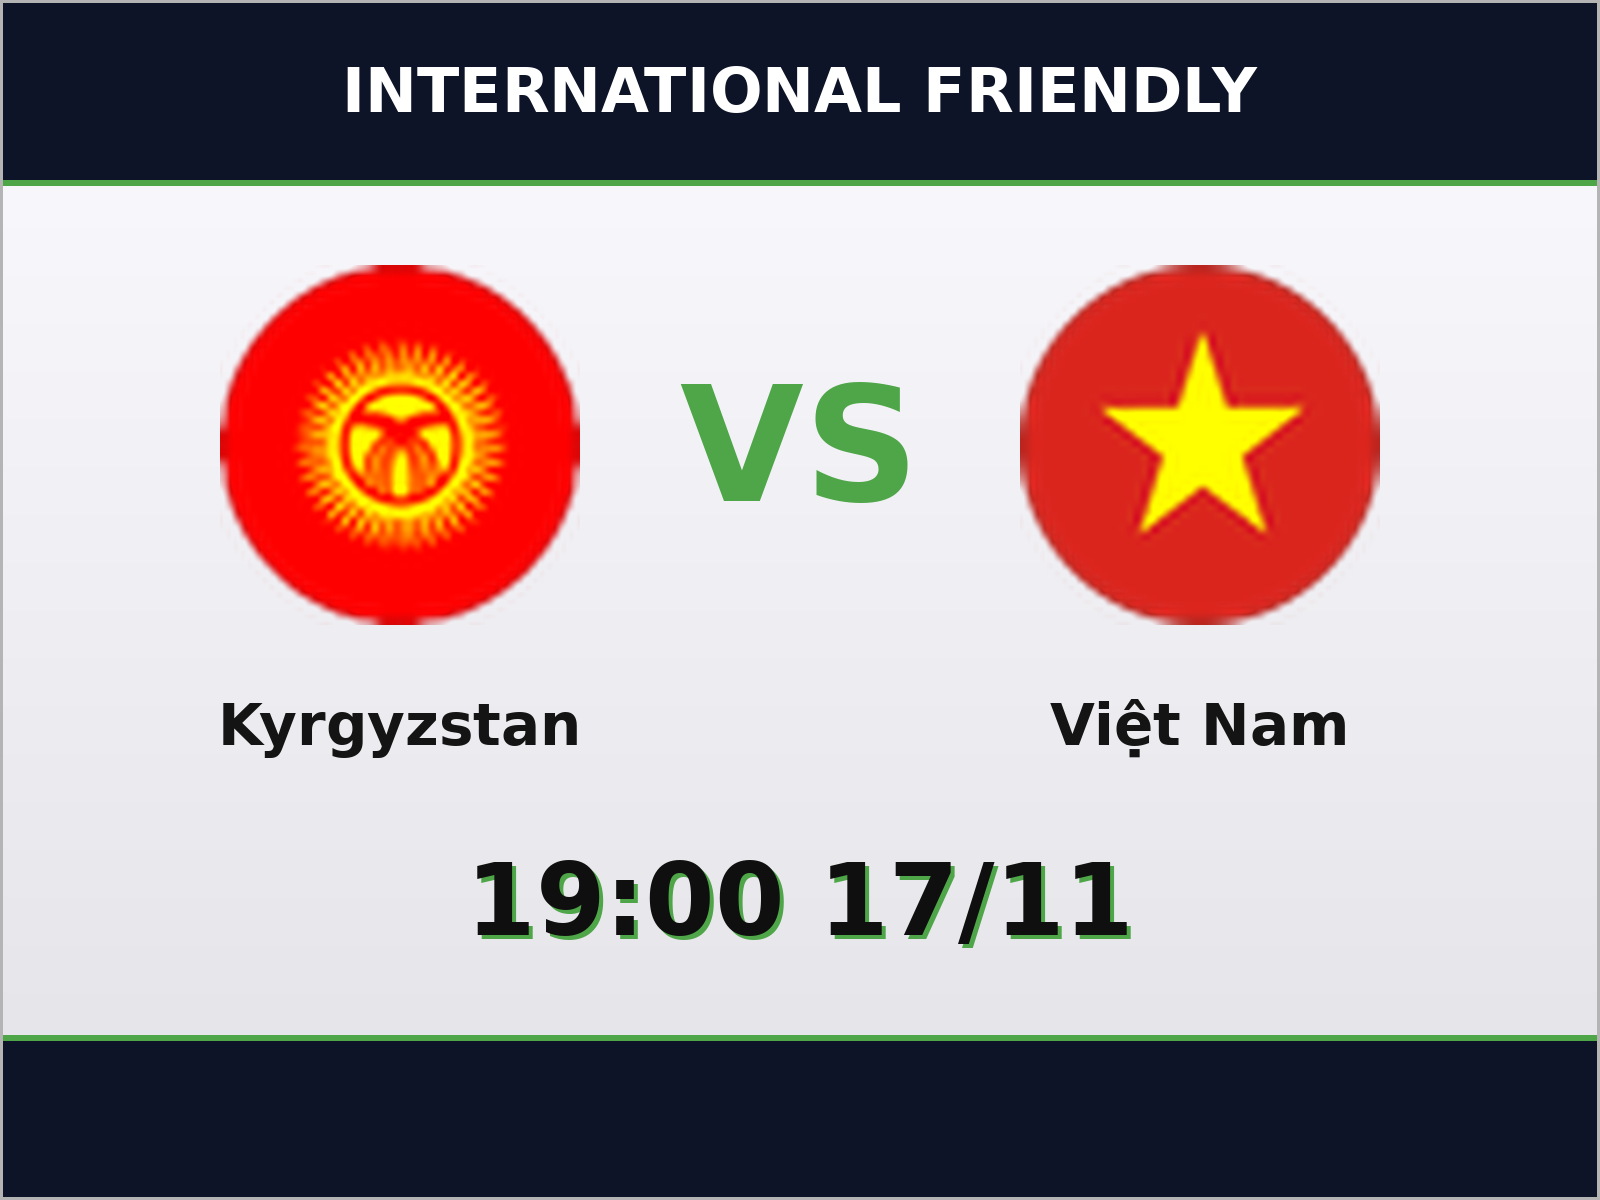 INTERNATIONAL FRIENDLY
VS
Kyrgyzstan
Việt Nam
19:00 17/11